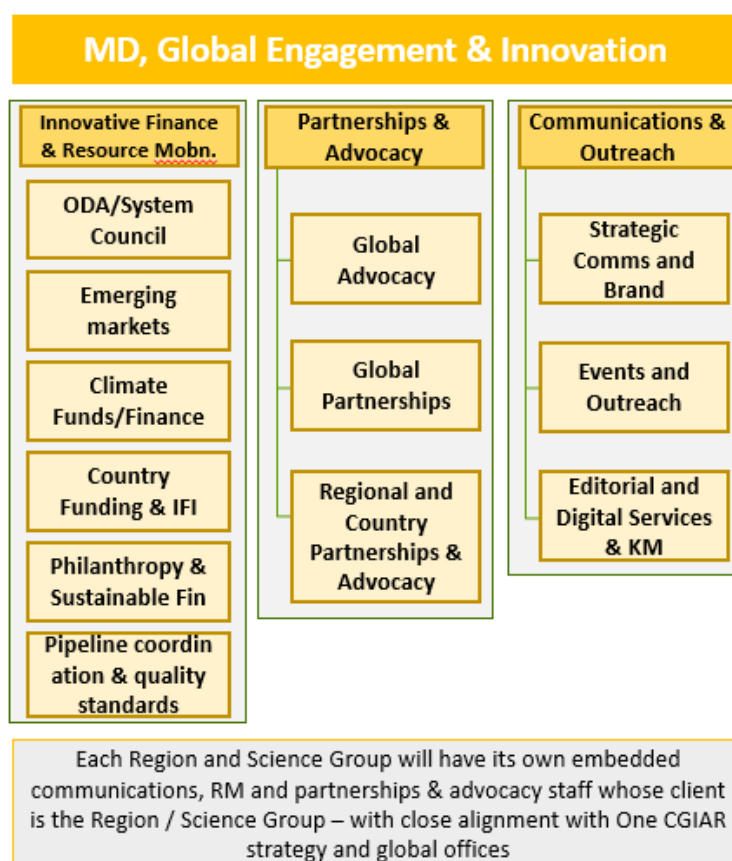 MD, Global Engagement & Innovation
Innovative Finance
& Resource Mobn.
ODA/System
Council
Emerging
markets
Climate
Funds/Finance
Country
Funding & IFI
Philanthropy &
Sustainable Fin
Pipeline coordin
ation & quality
standards
Partnerships &
Advocacy
Global
Advocacy
Global
Partnerships
Regional and
Country
Partnerships &
Advocacy
Communications &
Outreach
Strategic
Comms and
Brand
Events and
Outreach
Editorial and
Digital Services
& KM
Each Region and Science Group will have its own embedded
communications, RM and partnerships & advocacy staff whose client
is the Region / Science Group – with close alignment with One CGIAR
strategy and global offices